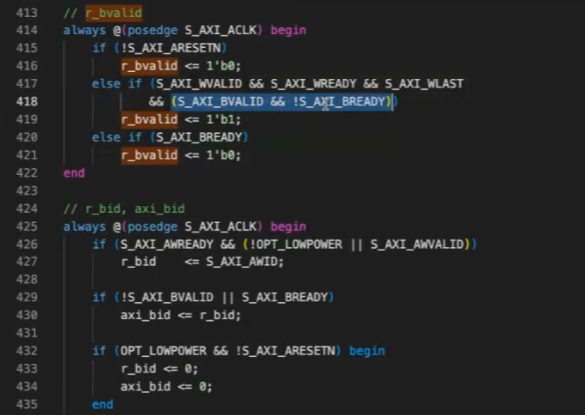 413 // r_bvalid
414 always @(posedge S_AXI_ACLK) begin
415 if (!S_AXI_ARESETN)
416 r_bvalid <= 1'b0;
417 else if (S_AXI_WVALID && S_AXI_WREADY && S_AXI_WLAST
418 && (S_AXI_BVALID && !S_AXI_BREADY))
419 r_bvalid <= 1'b1;
420 else if (S_AXI_BREADY)
421 r_bvalid <= 1'b0;
422 end
423
424 // r_bid, axi_bid
425 always @(posedge S_AXI_ACLK) begin
426 if (S_AXI_AWREADY && (!OPT_LOWPOWER || S_AXI_AWVALID))
427 r_bid <= S_AXI_AWID;
428
429 if (!S_AXI_BVALID || S_AXI_BREADY)
430 axi_bid <= r_bid;
431
432 if (OPT_LOWPOWER && !S_AXI_ARESETN) begin
433 r_bid <= 0;
434 axi_bid <= 0;
435 end